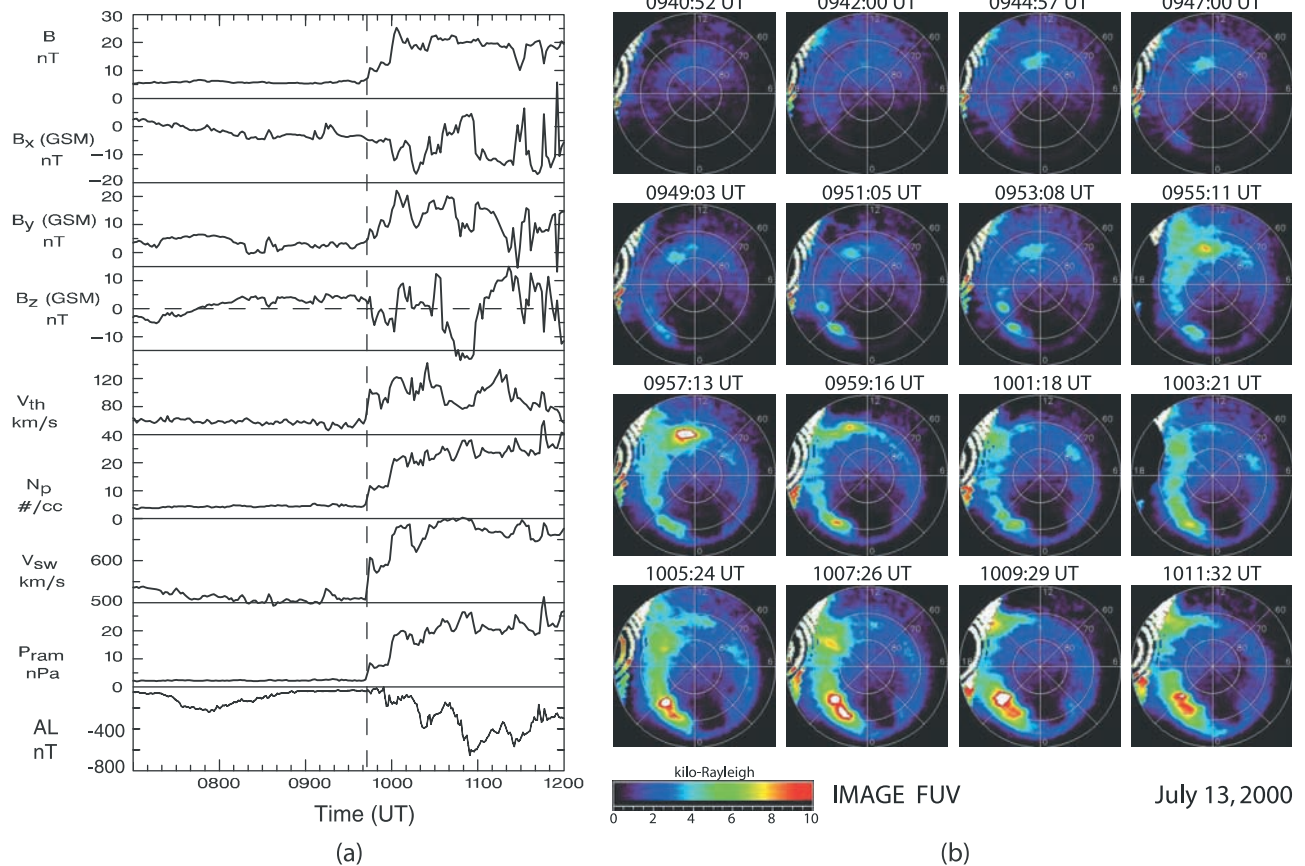 B
nT
30
20
10
0
Bx (GSM)
nT
0
−10
−20
By (GSM)
nT
20
10
0
Bz (GSM)
nT
10
0
−10
Vth
km/s
120
80
40
Np
#/cc
30
10
0
Vsw
km/s
600
500
Pram
nPa
20
10
0
AL
nT
-400
-800
0800 0900 1000 1100 1200
Time (UT)
(a)
0940:52 UT 0942:00 UT 0944:57 UT 0947:00 UT
0949:03 UT 0951:05 UT 0953:08 UT 0955:11 UT
0957:13 UT 0959:16 UT 1001:18 UT 1003:21 UT
1005:24 UT 1007:26 UT 1009:29 UT 1011:32 UT
kilo-Rayleigh
0 2 4 6 8 10
IMAGE FUV
July 13, 2000
(b)